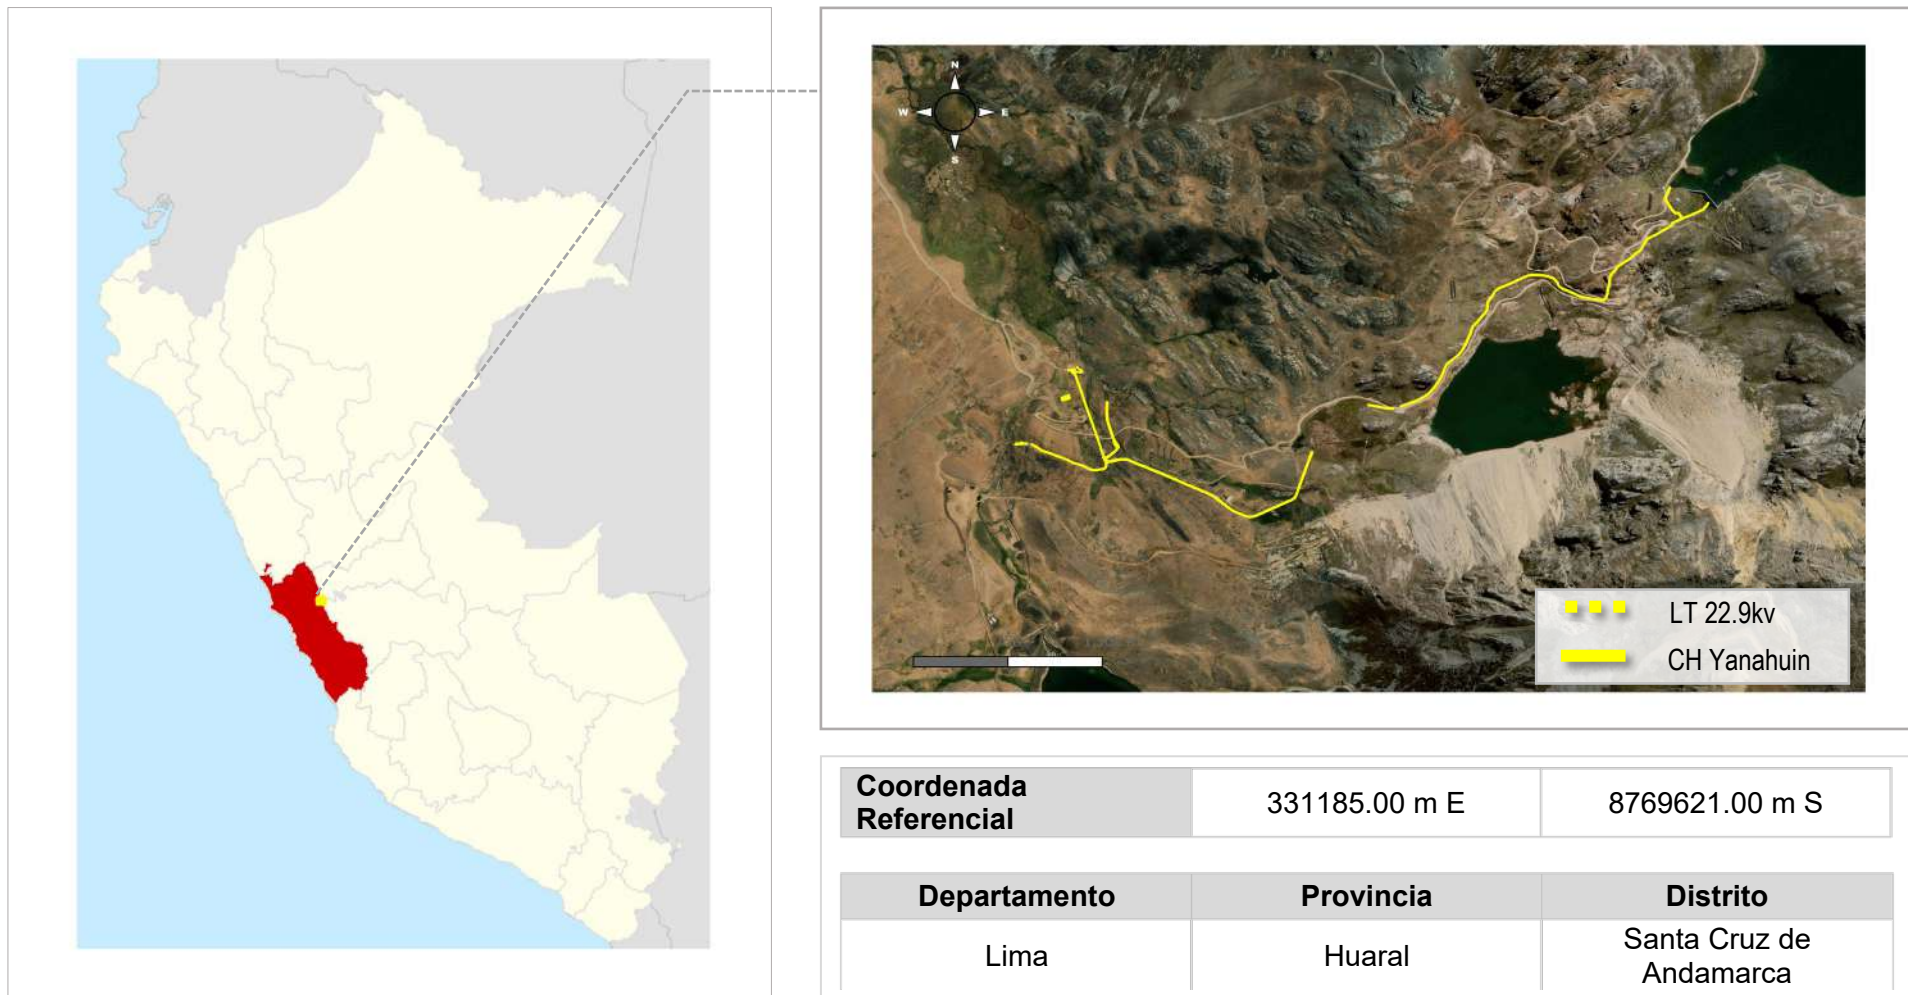 N
W
E
S
LT 22.9kv
CH Yanahuin
Coordenada
Referencial
331185.00 m E
8769621.00 m S
Departamento
Provincia
Distrito
Lima
Huaral
Santa Cruz de
Andamarca